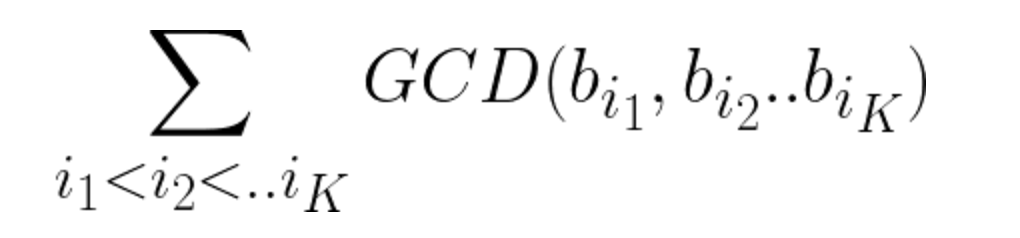 ∑ GCD(b_{i_1}, b_{i_2}..b_{i_K})
i_1<i_2<..i_K